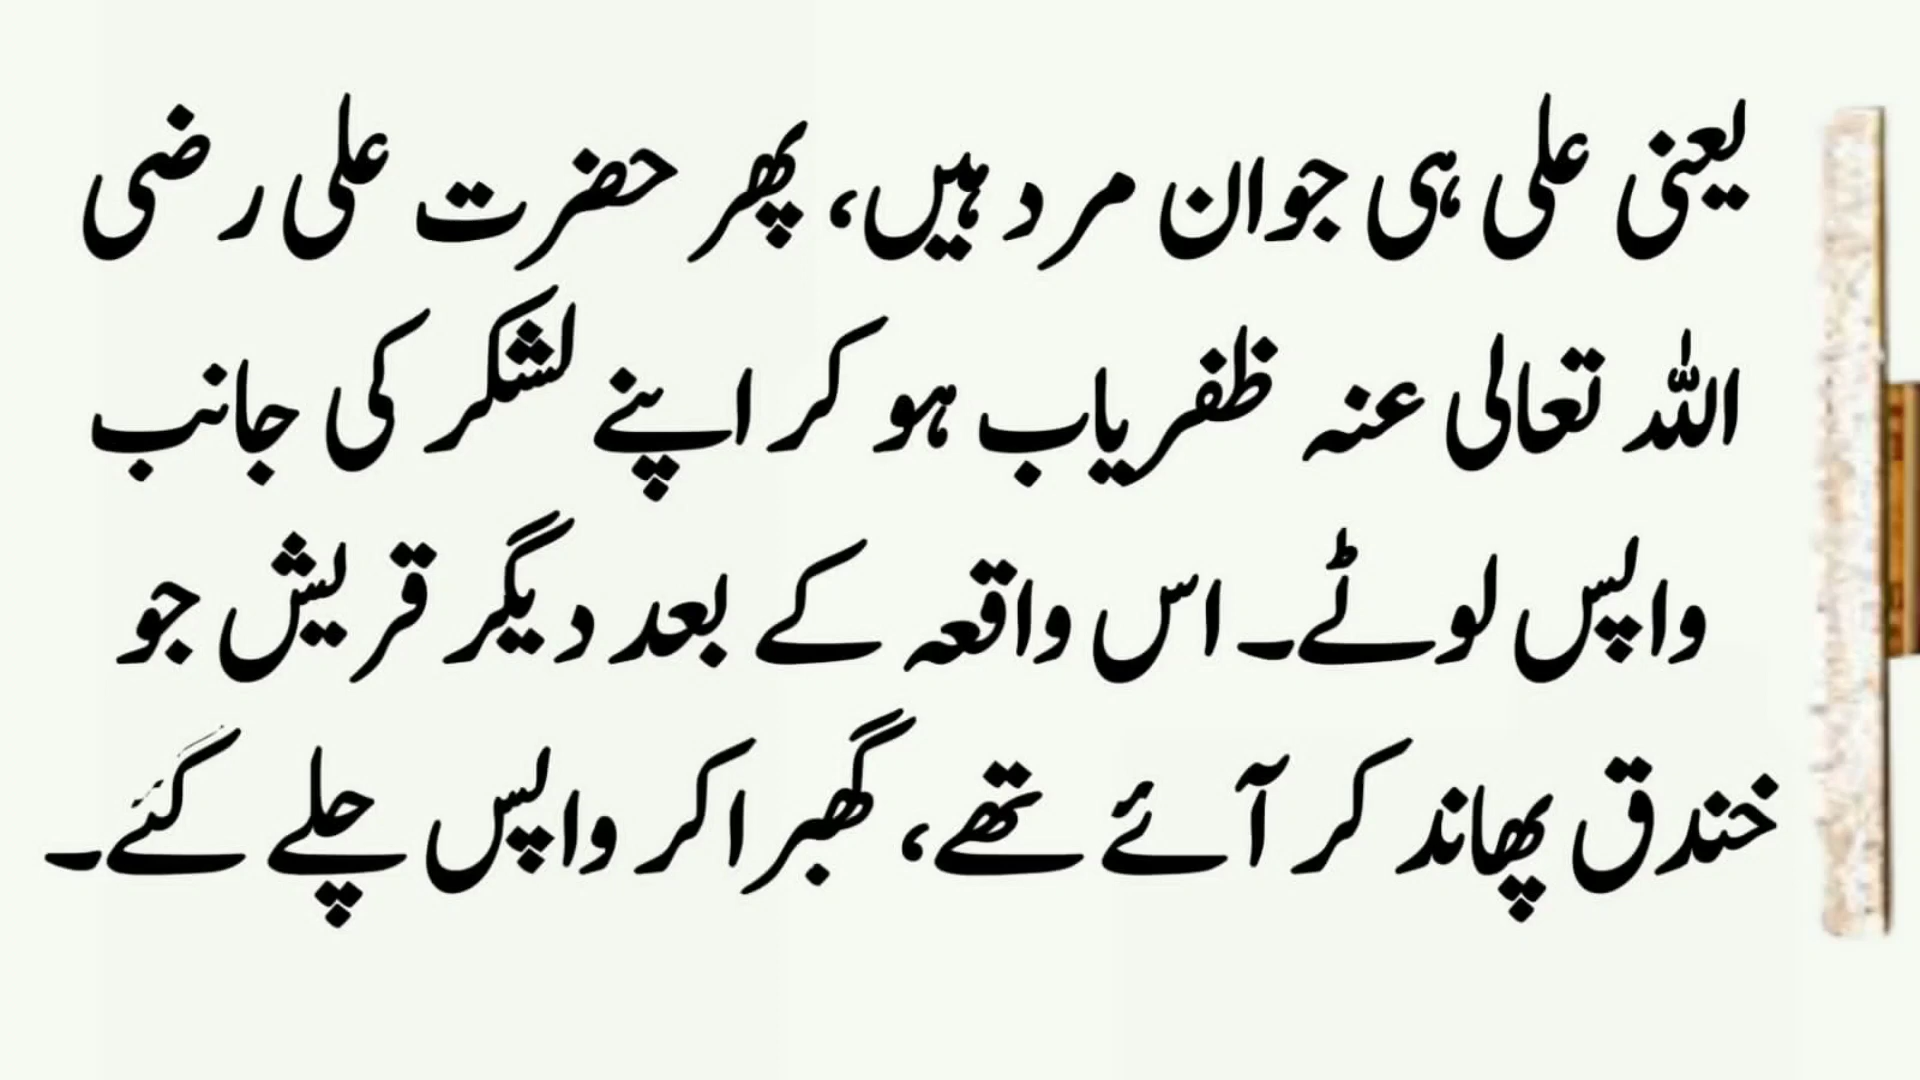 یعنی علی ہی جوان مرد ہیں، پھر حضرت علی رضی
اللہ تعالی عنہ ظفریاب ہو کر اپنے لشکر کی جانب
واپس لوٹے۔ اس واقعہ کے بعد دیگر قریش جو
خندق پھاند کر آئے تھے، گھبرا کر واپس چلے گئے۔